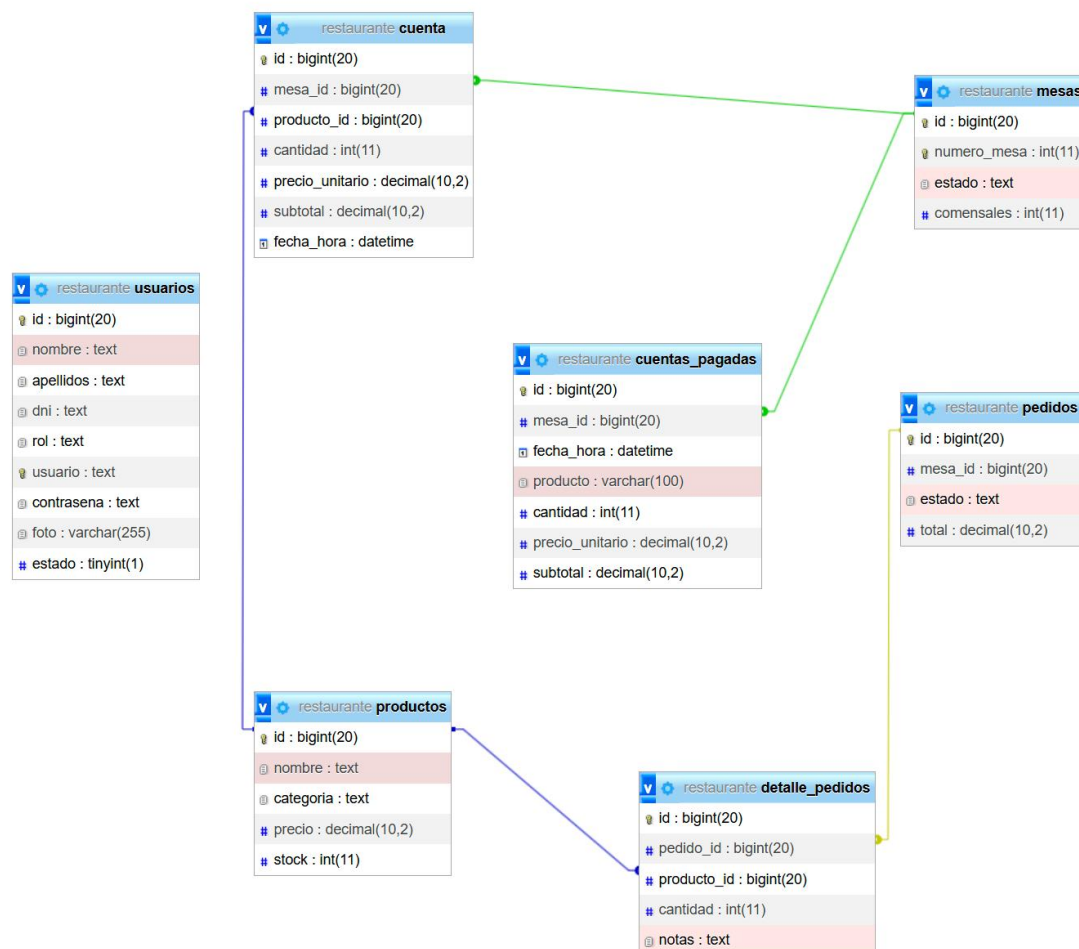 restaurante cuenta
id : bigint(20)
mesa_id : bigint(20)
producto_id : bigint(20)
cantidad : int(11)
precio_unitario : decimal(10,2)
subtotal : decimal(10,2)
fecha_hora : datetime
restaurante mesas
id : bigint(20)
numero_mesa : int(11)
estado : text
comensales : int(11)
restaurante usuarios
id : bigint(20)
nombre : text
apellidos : text
dni : text
rol : text
usuario : text
contrasena : text
foto : varchar(255)
estado : tinyint(1)
restaurante cuentas_pagadas
id : bigint(20)
mesa_id : bigint(20)
fecha_hora : datetime
producto : varchar(100)
cantidad : int(11)
precio_unitario : decimal(10,2)
subtotal : decimal(10,2)
restaurante pedidos
id : bigint(20)
mesa_id : bigint(20)
estado : text
total : decimal(10,2)
restaurante productos
id : bigint(20)
nombre : text
categoria : text
precio : decimal(10,2)
stock : int(11)
restaurante detalle_pedidos
id : bigint(20)
pedido_id : bigint(20)
producto_id : bigint(20)
cantidad : int(11)
notas : text